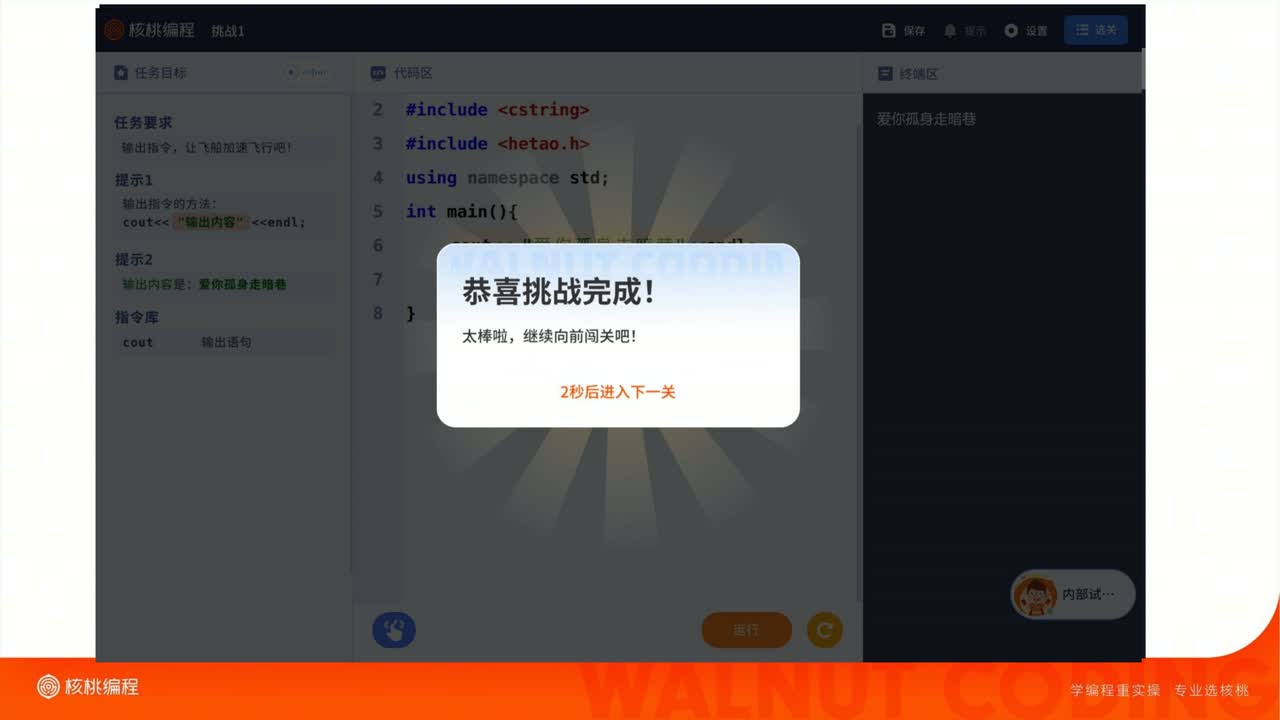 核桃编程 挑战1
保存 提示 设置 选关
任务目标
代码区
终端区
任务要求
输出指令，让飞船加速飞行吧！
提示1
输出指令的方法：
cout<< "输出内容" <<endl;
提示2
输出内容是：爱你孤身走暗巷
指令库
cout 输出语句
2 #include <cstring>
3 #include <hetao.h>
4 using namespace std;
5 int main(){
6
7
8 }
爱你孤身走暗巷
WALNUT CODING
恭喜挑战完成！
太棒啦，继续向前闯关吧！
2秒后进入下一关
运行
内部试…
核桃编程
WALNUT CODING
学编程重实操 专业选核桃